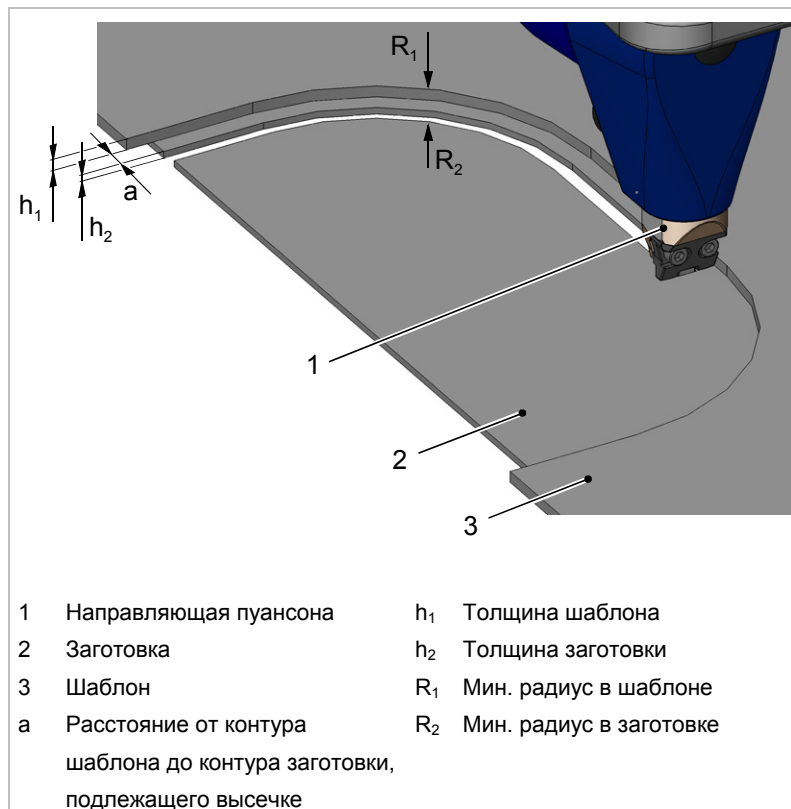 R₁
R₂
a
h₁
h₂
1
2
3
1 Направляющая пуансона
2 Заготовка
3 Шаблон
a Расстояние от контура
шаблона до контура заготовки,
подлежащего высечке
h₁ Толщина шаблона
h₂ Толщина заготовки
R₁ Мин. радиус в шаблоне
R₂ Мин. радиус в заготовке